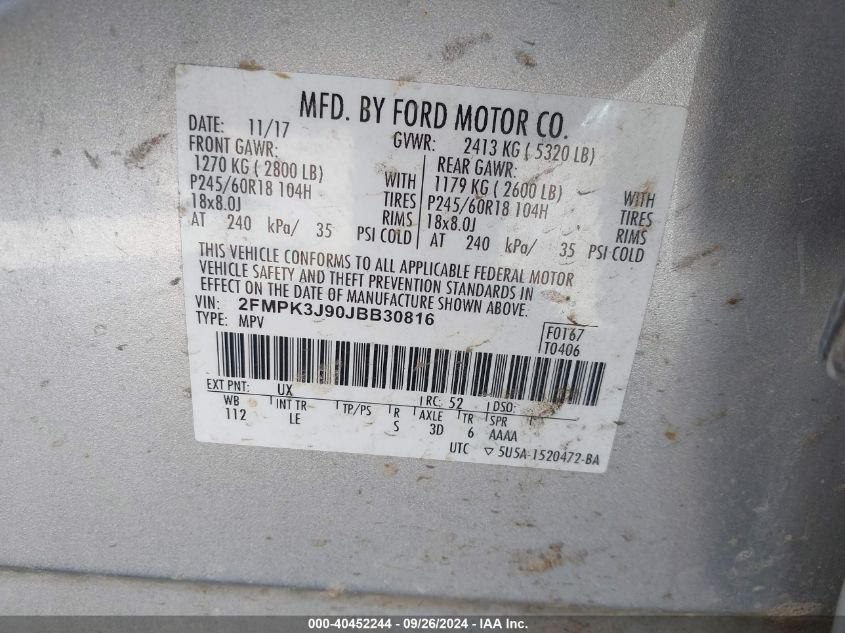 MFD. BY FORD MOTOR CO.
DATE: 11/17 GVWR: 2413 KG ( 5320 LB)
FRONT GAWR: REAR GAWR:
1270 KG ( 2800 LB) WITH 1179 KG ( 2600 LB) WITH
P245/60R18 104H TIRES P245/60R18 104H TIRES
18x8.0J RIMS 18x8.0J RIMS
AT 240 kPa/ 35 PSI COLD AT 240 kPa/ 35 PSI COLD
THIS VEHICLE CONFORMS TO ALL APPLICABLE FEDERAL MOTOR
VEHICLE SAFETY AND THEFT PREVENTION STANDARDS IN
EFFECT ON THE DATE OF MANUFACTURE SHOWN ABOVE.
VIN: 2FMPK3J90JBB30816
TYPE: MPV F0167
T0406
EXT PNT: UX RC: 52 DSO:
WB INT TR TP/PS R AXLE TR SPR
112 LE S 3D 6 AAAA
UTC ▽ 5U5A-1520472-BA
000-40452244 - 09/26/2024 - IAA Inc.